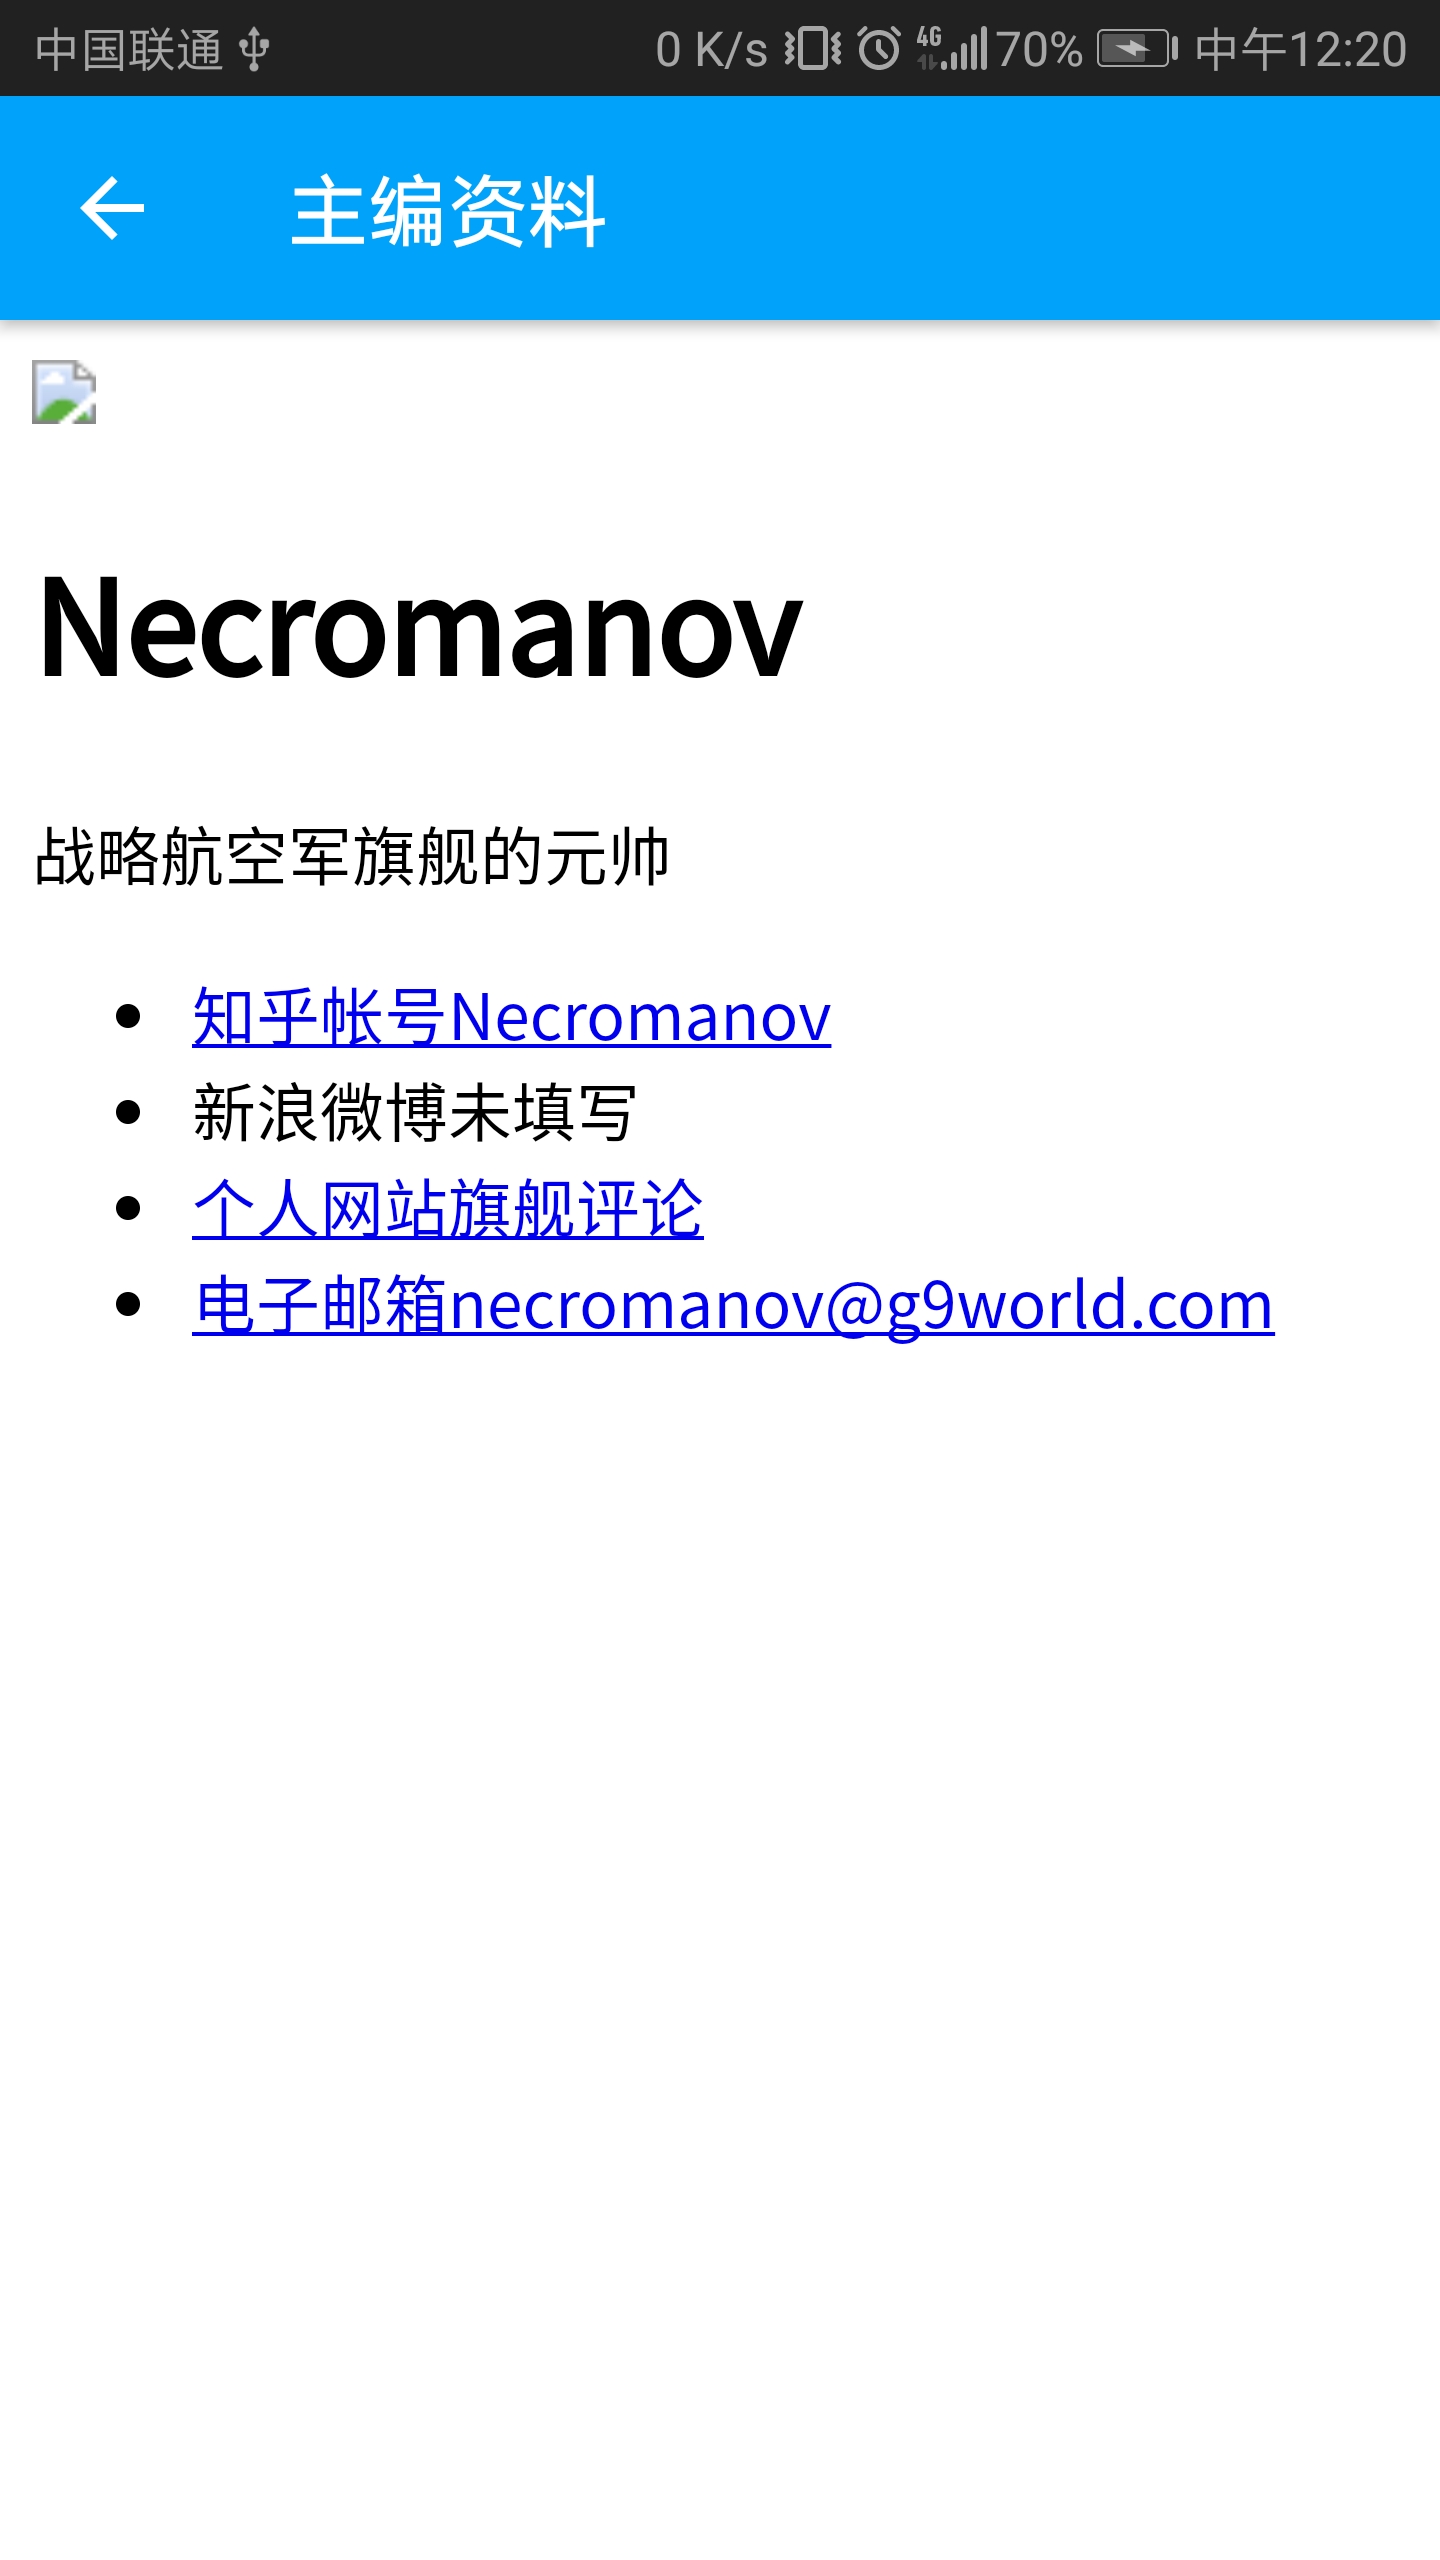 中国联通 0 K/s 4G 70% 中午12:20
主编资料
Necromanov
战略航空军旗舰的元帅
知乎帐号Necromanov
新浪微博未填写
个人网站旗舰评论
电子邮箱necromanov@g9world.com